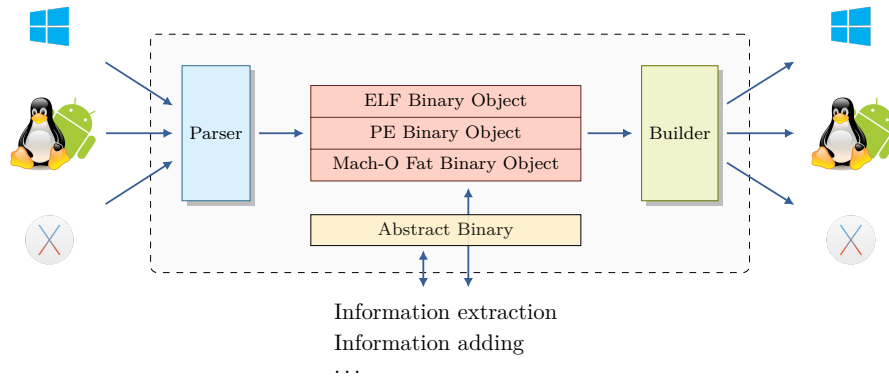 ELF Binary Object
Parser
PE Binary Object
Builder
Mach-O Fat Binary Object
Abstract Binary
Information extraction
Information adding
...